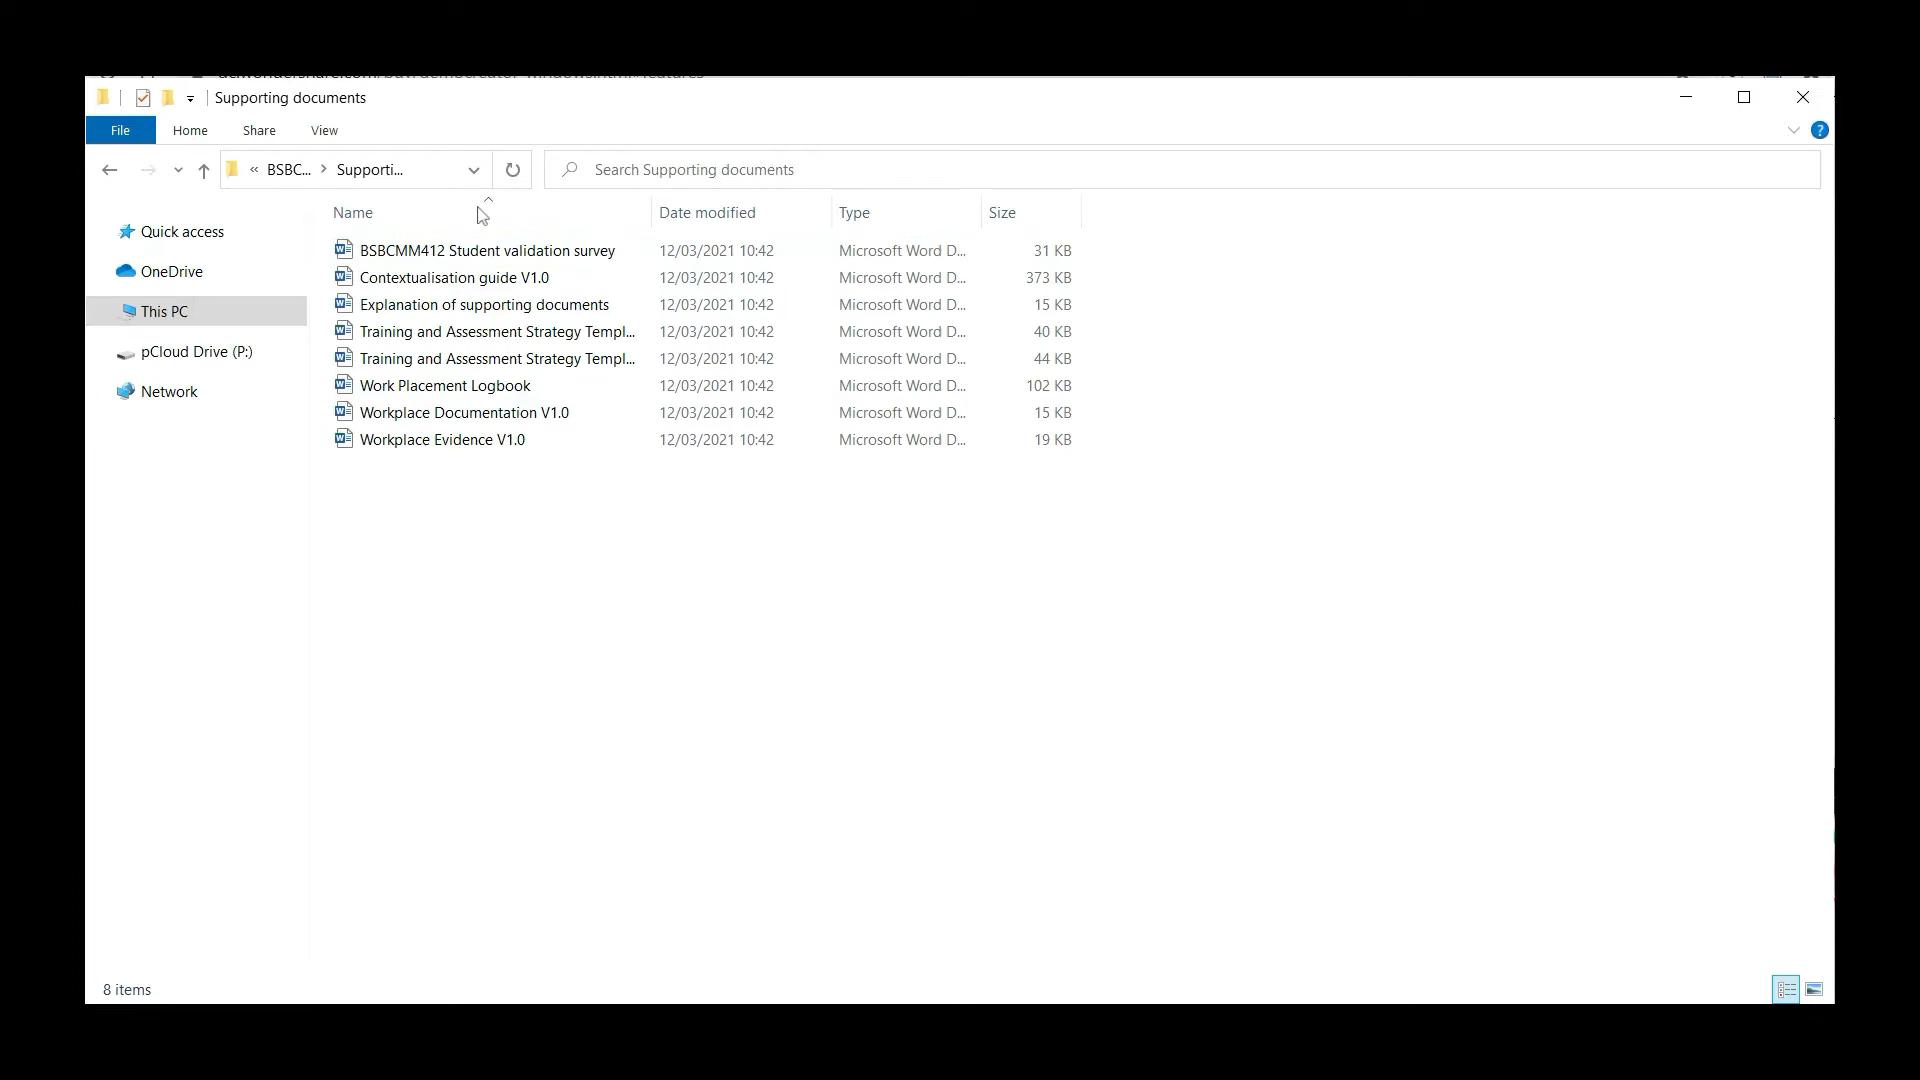 Supporting documents
File Home Share View
« BSBC... > Supporti... Search Supporting documents
Name Date modified Type Size
Quick access
OneDrive
This PC
pCloud Drive (P:)
Network
BSBCMM412 Student validation survey 12/03/2021 10:42 Microsoft Word D... 31 KB
Contextualisation guide V1.0 12/03/2021 10:42 Microsoft Word D... 373 KB
Explanation of supporting documents 12/03/2021 10:42 Microsoft Word D... 15 KB
Training and Assessment Strategy Templ... 12/03/2021 10:42 Microsoft Word D... 40 KB
Training and Assessment Strategy Templ... 12/03/2021 10:42 Microsoft Word D... 44 KB
Work Placement Logbook 12/03/2021 10:42 Microsoft Word D... 102 KB
Workplace Documentation V1.0 12/03/2021 10:42 Microsoft Word D... 15 KB
Workplace Evidence V1.0 12/03/2021 10:42 Microsoft Word D... 19 KB
8 items